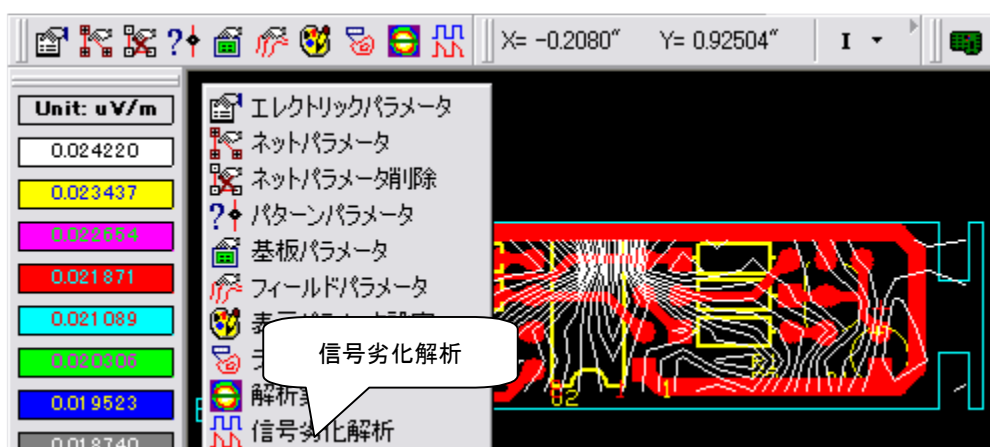 X= -0.2080" Y= 0.92504" I
Unit: uV/m
0.024220
0.023437
0.022654
0.021871
0.021089
0.020306
0.019523
0.018740
エレクトリックパラメータ
ネットパラメータ
ネットパラメータ削除
パターンパラメータ
基板パラメータ
フィールドパラメータ
信号劣化解析
解析
信号劣化解析
U2
1